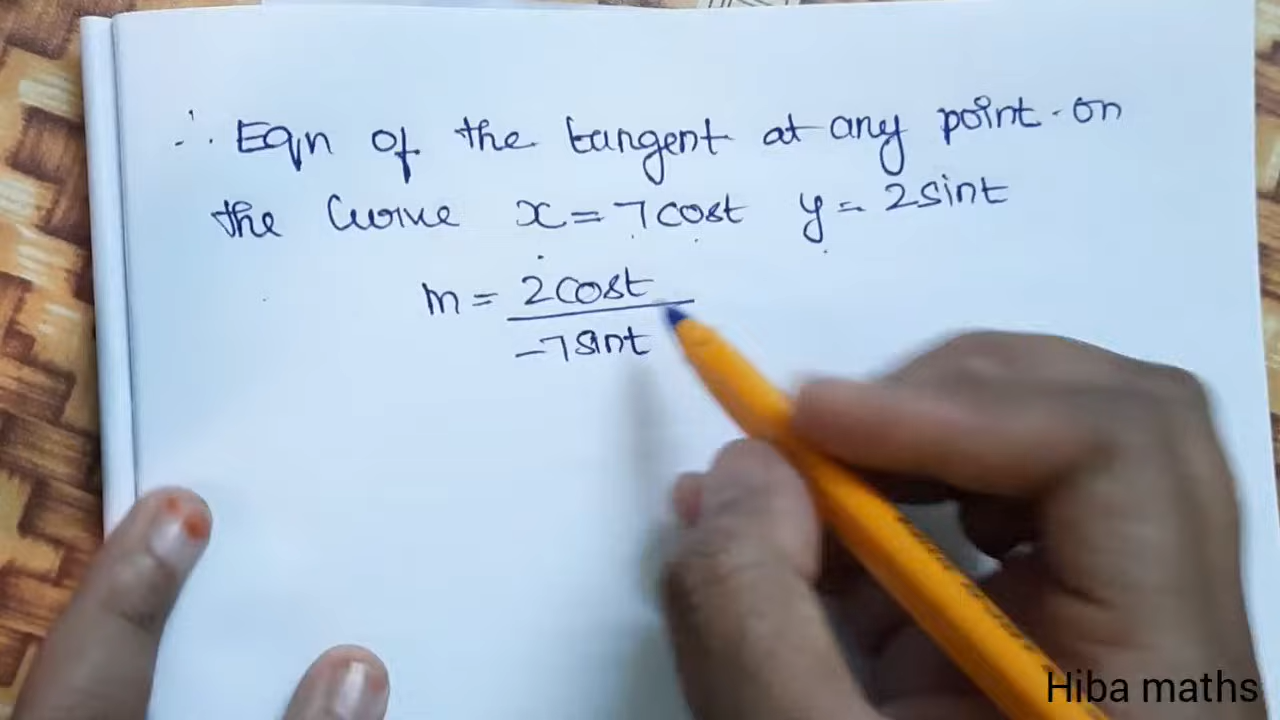 ∴ Eqn of the tangent at any point on
the Curve x = 7cost y = 2sint
m = 2cost
-7sint
Hiba maths